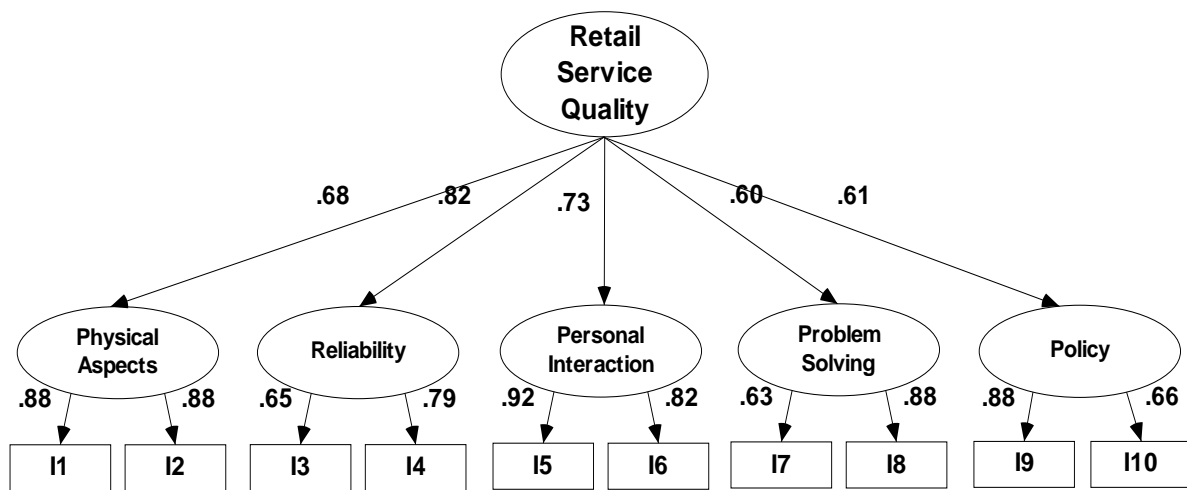 Retail
Service
Quality
.68 .82 .73 .60 .61
Physical
Aspects
Reliability
Personal
Interaction
Problem
Solving
Policy
.88 .88 .65 .79 .92 .82 .63 .88 .88 .66
I1 I2 I3 I4 I5 I6 I7 I8 I9 I10